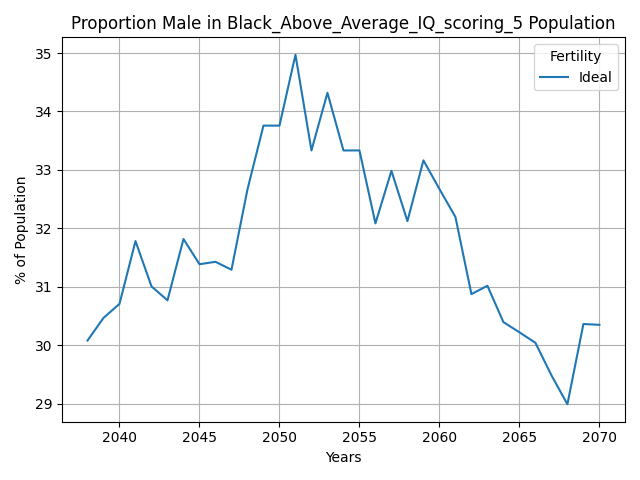 Proportion Male in Black_Above_Average_IQ_scoring_5 Population
Fertility
Ideal
35
34
33
32
31
30
29
% of Population
2040
2045
2050
2055
2060
2065
2070
Years